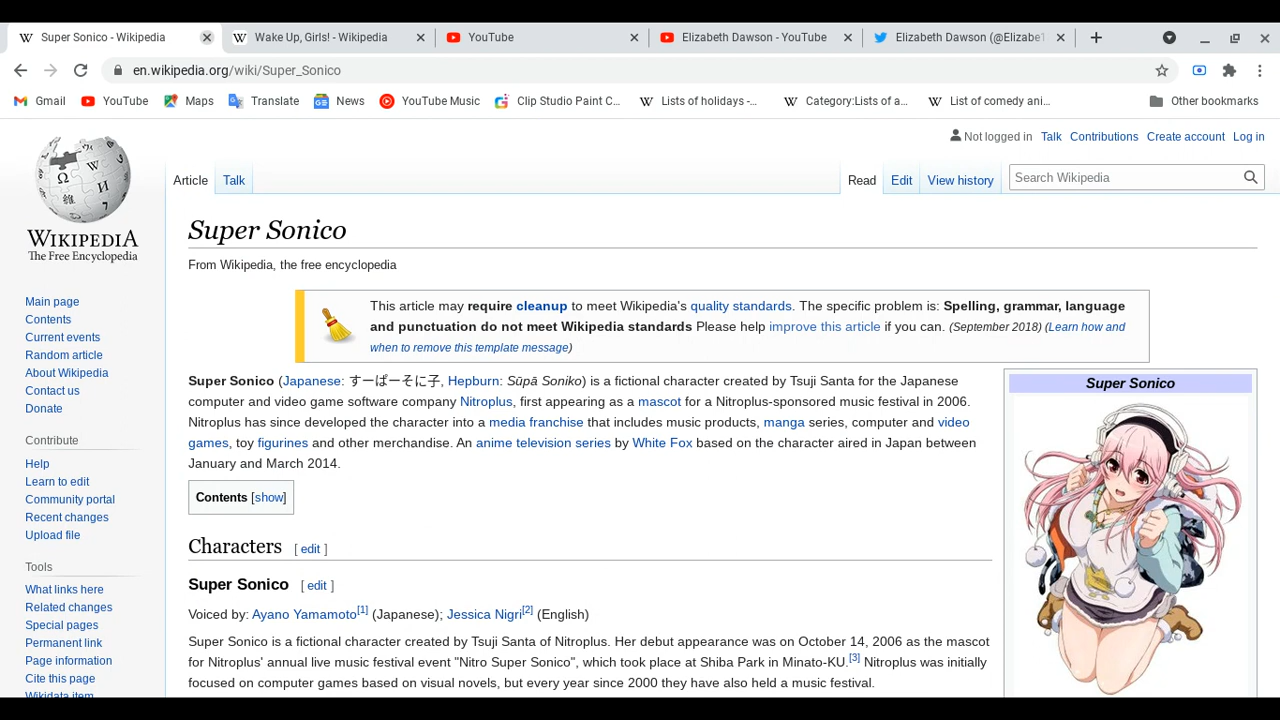 Super Sonico - Wikipedia
Wake Up, Girls! - Wikipedia
YouTube
Elizabeth Dawson - YouTube
Elizabeth Dawson (@Elizabe
en.wikipedia.org/wiki/Super_Sonico
Gmail
YouTube
Maps
Translate
News
YouTube Music
Clip Studio Paint C...
Lists of holidays -...
Category:Lists of a...
List of comedy ani...
Other bookmarks
Not logged in Talk Contributions Create account Log in
WIKIPEDIA
The Free Encyclopedia
Article Talk
Read Edit View history
Search Wikipedia
Super Sonico
From Wikipedia, the free encyclopedia
This article may require cleanup to meet Wikipedia's quality standards. The specific problem is: Spelling, grammar, language
and punctuation do not meet Wikipedia standards Please help improve this article if you can. (September 2018) (Learn how and
when to remove this template message)
Super Sonico (Japanese: すーぱーそに子, Hepburn: Sūpā Soniko) is a fictional character created by Tsuji Santa for the Japanese
computer and video game software company Nitroplus, first appearing as a mascot for a Nitroplus-sponsored music festival in 2006.
Nitroplus has since developed the character into a media franchise that includes music products, manga series, computer and video
games, toy figurines and other merchandise. An anime television series by White Fox based on the character aired in Japan between
January and March 2014.
Contents [show]
Characters [ edit ]
Super Sonico [ edit ]
Voiced by: Ayano Yamamoto[1] (Japanese); Jessica Nigri[2] (English)
Super Sonico is a fictional character created by Tsuji Santa of Nitroplus. Her debut appearance was on October 14, 2006 as the mascot
for Nitroplus' annual live music festival event "Nitro Super Sonico", which took place at Shiba Park in Minato-KU.[3] Nitroplus was initially
focused on computer games based on visual novels, but every year since 2000 they have also held a music festival.
Super Sonico
Main page
Contents
Current events
Random article
About Wikipedia
Contact us
Donate
Contribute
Help
Learn to edit
Community portal
Recent changes
Upload file
Tools
What links here
Related changes
Special pages
Permanent link
Page information
Cite this page
Wikidata item